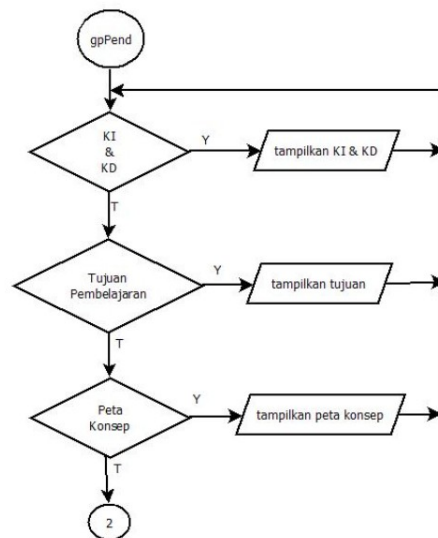 gpPend
KI
&
KD
Y
tampilkan KI & KD
T
Tujuan
Pembelajaran
Y
tampilkan tujuan
T
Peta
Konsep
Y
tampilkan peta konsep
T
2